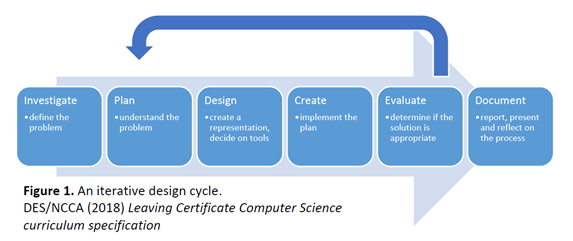 Investigate
• define the
problem
Plan
• understand the
problem
Design
• create a
representation,
decide on tools
Create
• implement the
plan
Evaluate
• determine if the
solution is
appropriate
Document
• report, present
and reflect on
the process
Figure 1. An iterative design cycle.
DES/NCCA (2018) Leaving Certificate Computer Science
curriculum specification